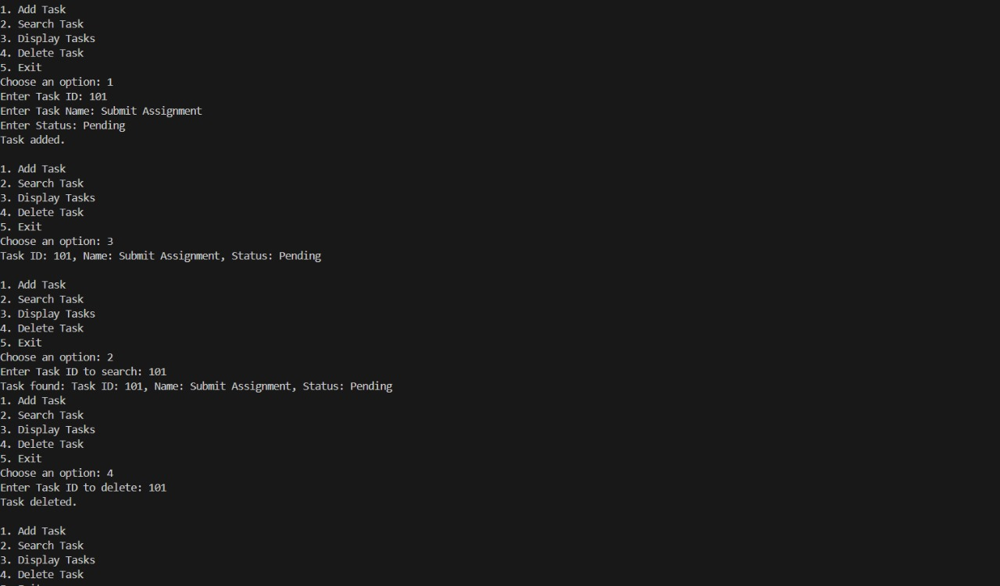 1. Add Task
2. Search Task
3. Display Tasks
4. Delete Task
5. Exit
Choose an option: 1
Enter Task ID: 101
Enter Task Name: Submit Assignment
Enter Status: Pending
Task added.

1. Add Task
2. Search Task
3. Display Tasks
4. Delete Task
5. Exit
Choose an option: 3
Task ID: 101, Name: Submit Assignment, Status: Pending

1. Add Task
2. Search Task
3. Display Tasks
4. Delete Task
5. Exit
Choose an option: 2
Enter Task ID to search: 101
Task found: Task ID: 101, Name: Submit Assignment, Status: Pending
1. Add Task
2. Search Task
3. Display Tasks
4. Delete Task
5. Exit
Choose an option: 4
Enter Task ID to delete: 101
Task deleted.

1. Add Task
2. Search Task
3. Display Tasks
4. Delete Task